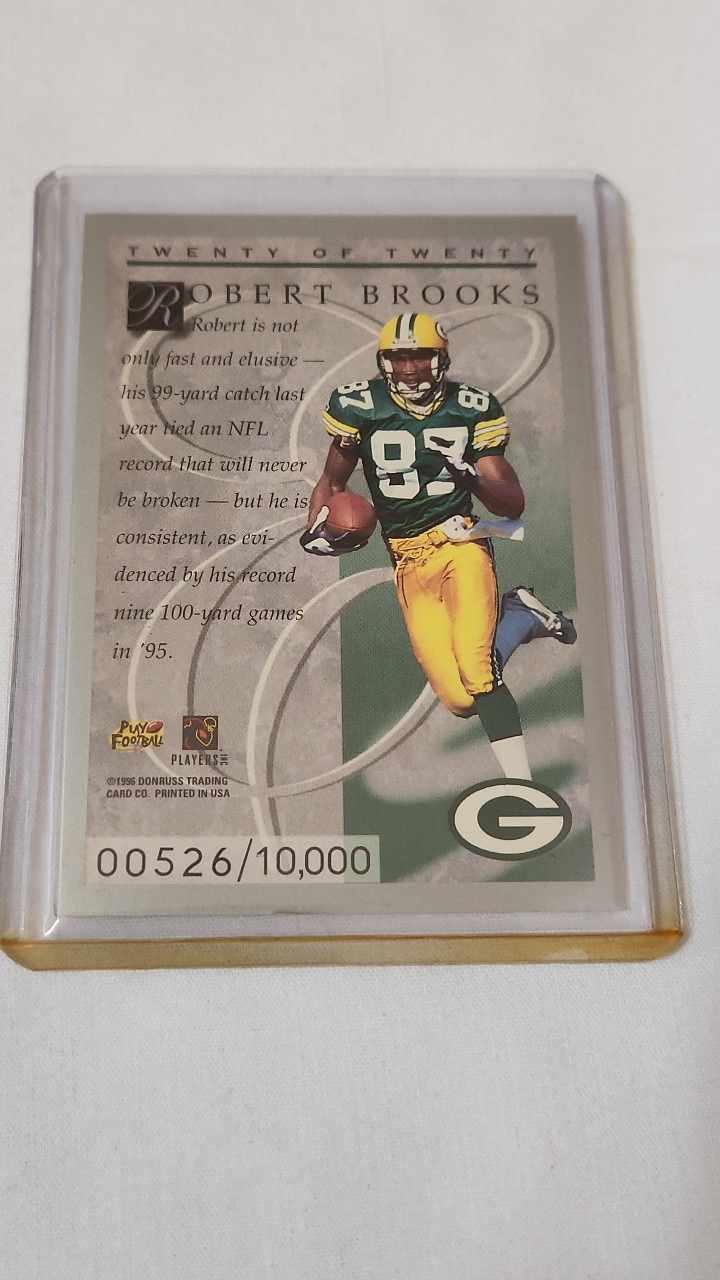 TWENTY OF TWENTY
ROBERT BROOKS
Robert is not
only fast and elusive —
his 99-yard catch last
year tied an NFL
record that will never
be broken — but he is
consistent, as evi-
denced by his record
nine 100-yard games
in '95.
87
8
87
G
PLAY
FOOTBALL
PLAYERS INC
©1996 DONRUSS TRADING
CARD CO. PRINTED IN USA
G
00526/10,000